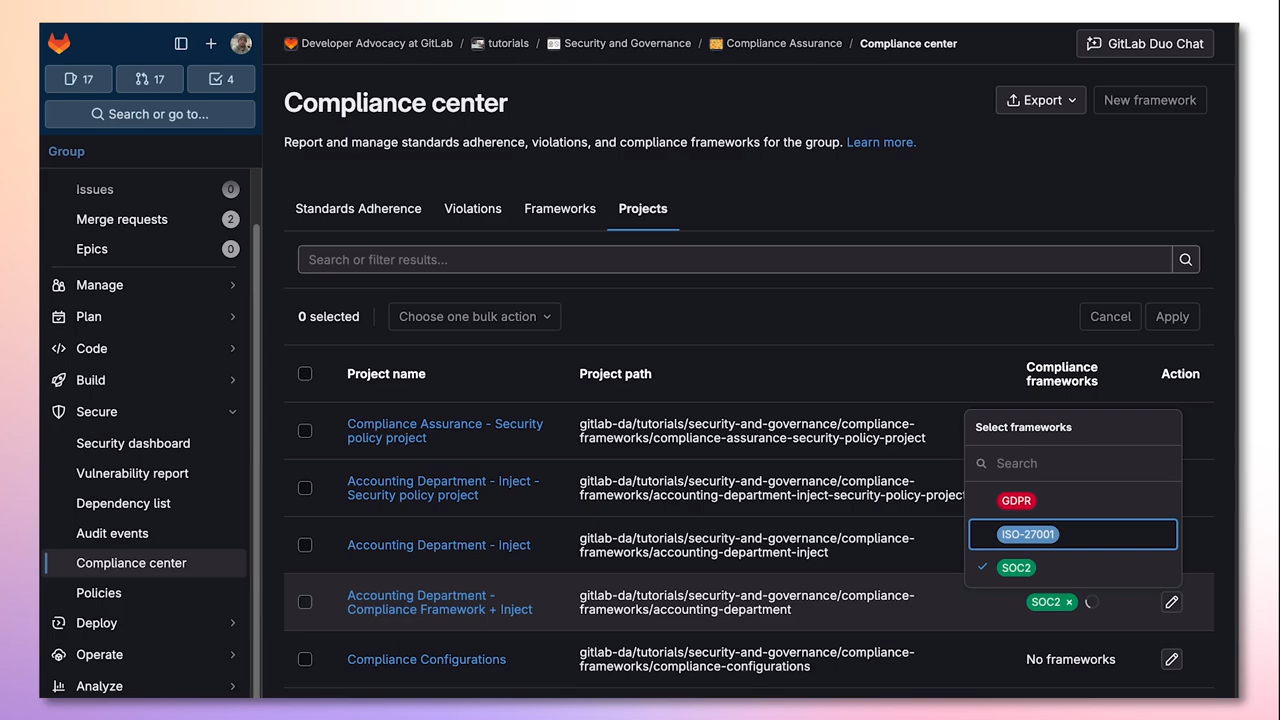 Developer Advocacy at GitLab / tutorials / Security and Governance / Compliance Assurance / Compliance center
GitLab Duo Chat
17
17
4
Search or go to...
Group
Issues 0
Merge requests 2
Epics 0
Manage
Plan
Code
Build
Secure
Security dashboard
Vulnerability report
Dependency list
Audit events
Compliance center
Policies
Deploy
Operate
Analyze
Compliance center
Export
New framework
Report and manage standards adherence, violations, and compliance frameworks for the group. Learn more.
Standards Adherence
Violations
Frameworks
Projects
Search or filter results...
0 selected
Choose one bulk action
Cancel
Apply
Project name
Project path
Compliance
frameworks
Action
Compliance Assurance - Security
policy project
gitlab-da/tutorials/security-and-governance/compliance-
frameworks/compliance-assurance-security-policy-project
Accounting Department - Inject -
Security policy project
gitlab-da/tutorials/security-and-governance/compliance-
frameworks/accounting-department-inject-security-policy-project
Accounting Department - Inject
gitlab-da/tutorials/security-and-governance/compliance-
frameworks/accounting-department-inject
Accounting Department -
Compliance Framework + Inject
gitlab-da/tutorials/security-and-governance/compliance-
frameworks/accounting-department
SOC2 ×
Compliance Configurations
gitlab-da/tutorials/security-and-governance/compliance-
frameworks/compliance-configurations
No frameworks
Select frameworks
Search
GDPR
ISO-27001
SOC2